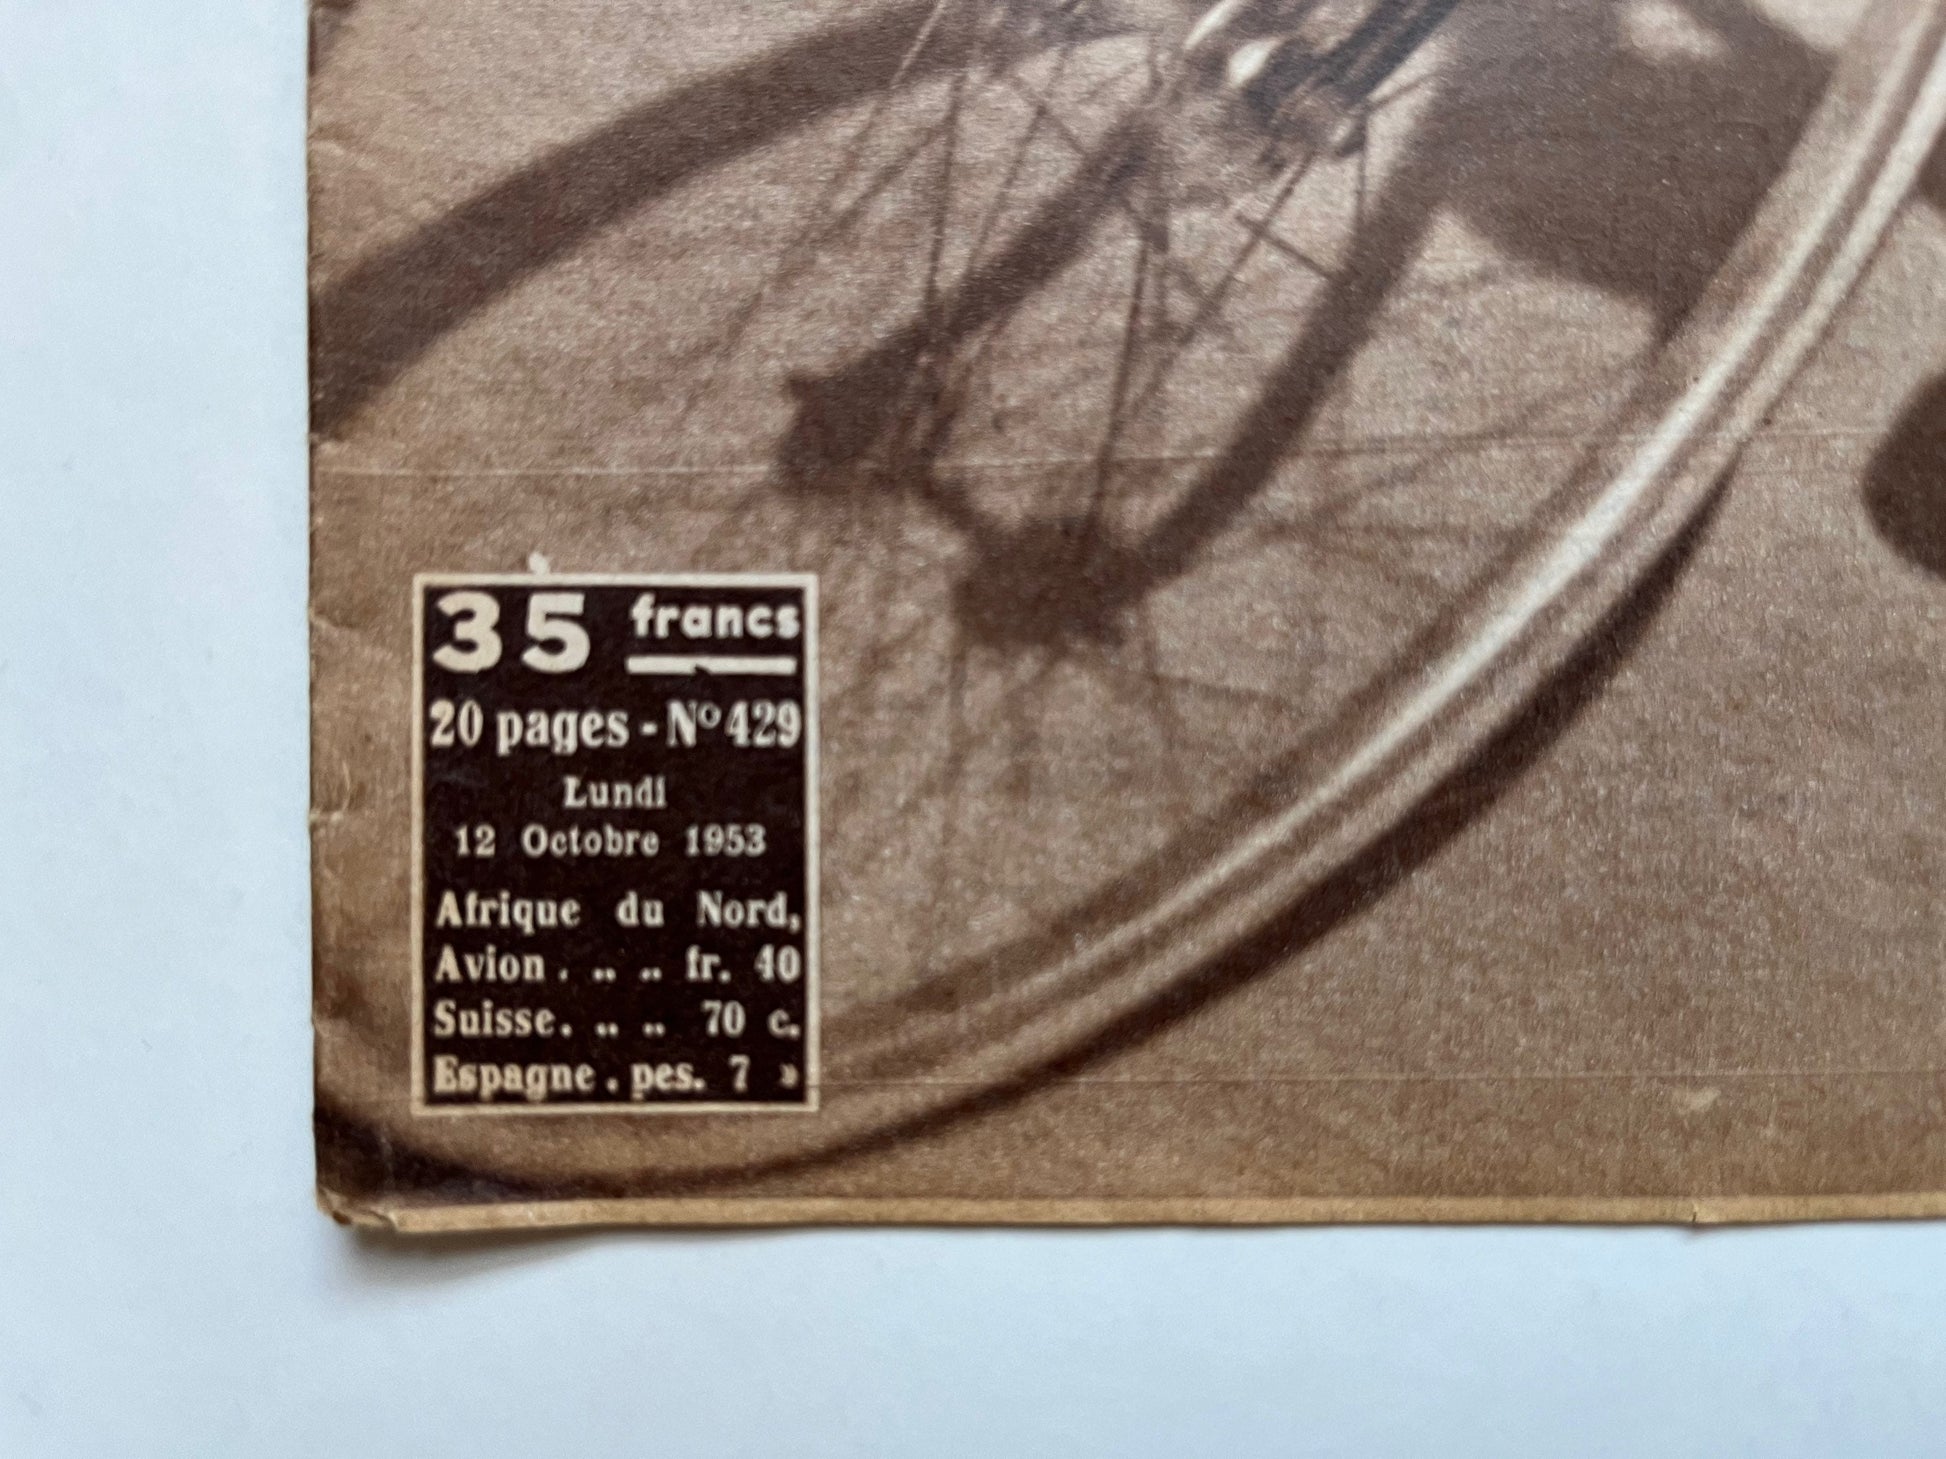 35 francs
20 pages - Nº 429
Lundi
12 Octobre 1953
Afrique du Nord,
Avion. .. .. fr. 40
Suisse. .. .. 70 c.
Espagne. pes. 7 »